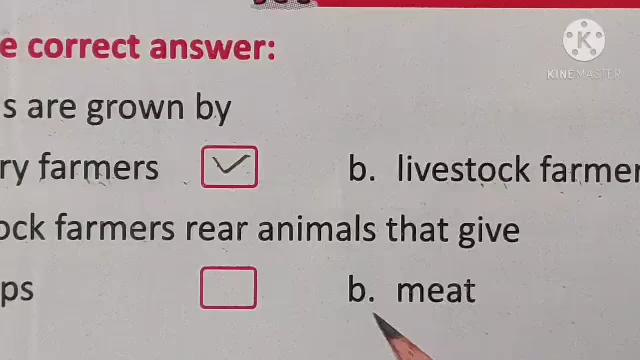 K
KINEMASTER
e correct answer:
s are grown by
ry farmers b. livestock farmer
ock farmers rear animals that give
ps b. meat